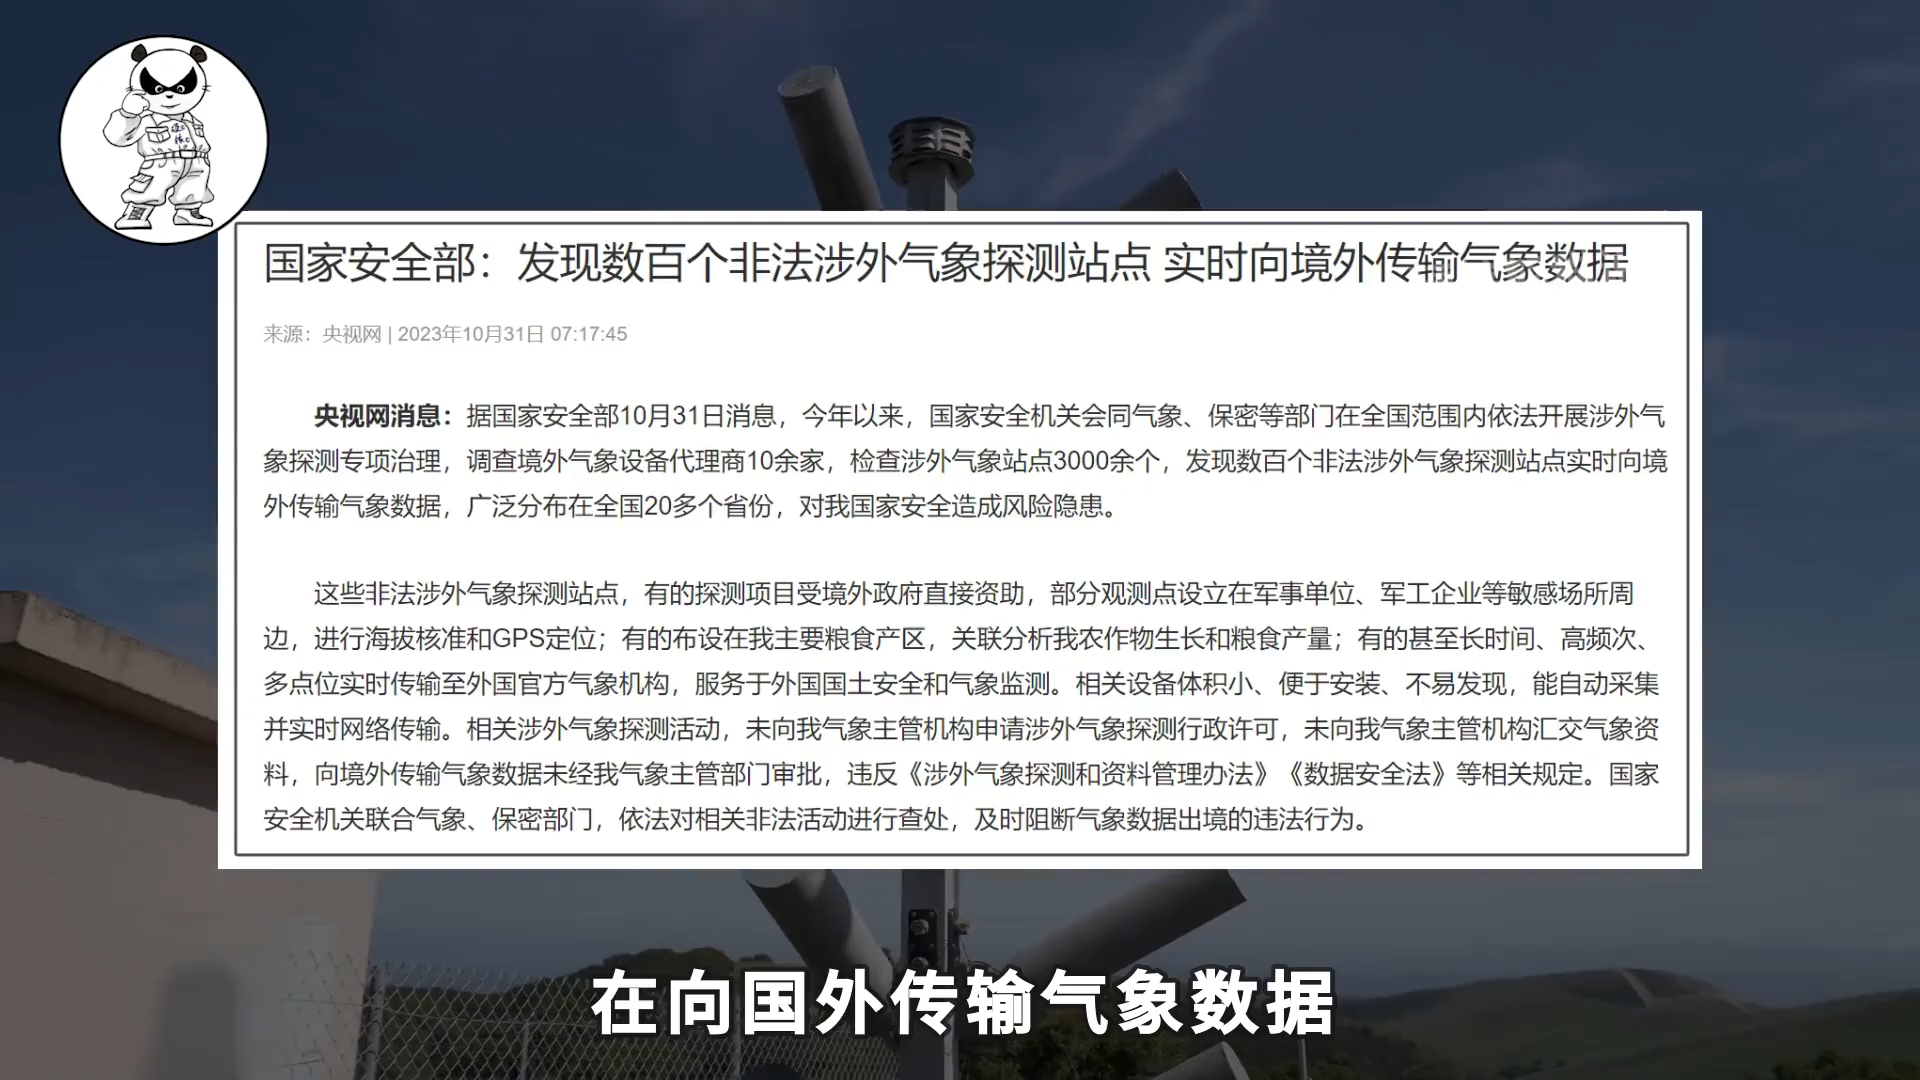 国家安全部：发现数百个非法涉外气象探测站点 实时向境外传输气象数据
来源：央视网 | 2023年10月31日 07:17:45
央视网消息：据国家安全部10月31日消息，今年以来，国家安全机关会同气象、保密等部门在全国范围内依法开展涉外气
象探测专项治理，调查境外气象设备代理商10余家，检查涉外气象站点3000余个，发现数百个非法涉外气象探测站点实时向境
外传输气象数据，广泛分布在全国20多个省份，对我国家安全造成风险隐患。
这些非法涉外气象探测站点，有的探测项目受境外政府直接资助，部分观测点设立在军事单位、军工企业等敏感场所周
边，进行海拔核准和GPS定位；有的布设在我主要粮食产区，关联分析我农作物生长和粮食产量；有的甚至长时间、高频次、
多点位实时传输至外国官方气象机构，服务于外国国土安全和气象监测。相关设备体积小、便于安装、不易发现，能自动采集
并实时网络传输。相关涉外气象探测活动，未向我气象主管机构申请涉外气象探测行政许可，未向我气象主管机构汇交气象资
料，向境外传输气象数据未经我气象主管部门审批，违反《涉外气象探测和资料管理办法》《数据安全法》等相关规定。国家
安全机关联合气象、保密部门，依法对相关非法活动进行查处，及时阻断气象数据出境的违法行为。
在向国外传输气象数据